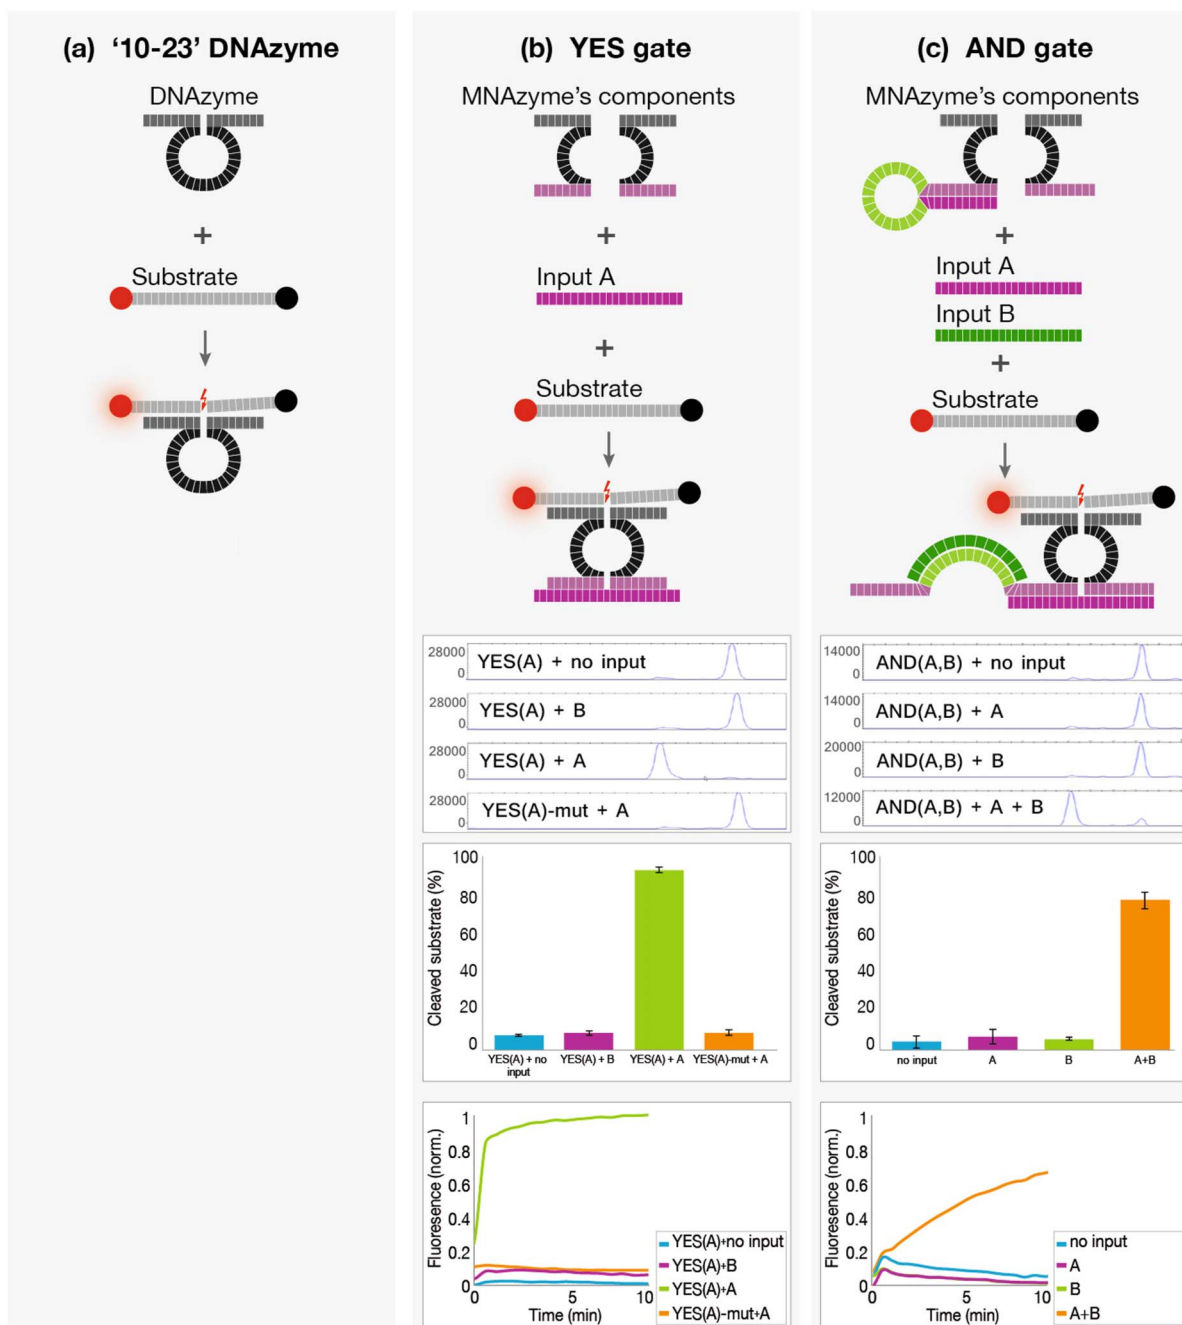 (a) ‘10-23’ DNAzyme
DNAzyme
+
Substrate
(b) YES gate
MNAzyme’s components
+
Input A
+
Substrate
28000
0
YES(A) + no input
28000
0
YES(A) + B
28000
0
YES(A) + A
28000
0
YES(A)-mut + A
Cleaved substrate (%)
100
80
60
40
20
0
YES(A) + no
input
YES(A) + B
YES(A) + A
YES(A)-mut + A
Fluoresence (norm.)
1
0.8
0.6
0.4
0.2
0
0
5
10
Time (min)
YES(A)+no input
YES(A)+B
YES(A)+A
YES(A)-mut+A
(c) AND gate
MNAzyme’s components
+
Input A
Input B
+
Substrate
14000
0
AND(A,B) + no input
14000
0
AND(A,B) + A
20000
0
AND(A,B) + B
12000
0
AND(A,B) + A + B
Cleaved substrate (%)
100
80
60
40
20
0
no input
A
B
A+B
Fluoresence (norm.)
1
0.8
0.6
0.4
0.2
0
0
5
10
Time (min)
no input
A
B
A+B